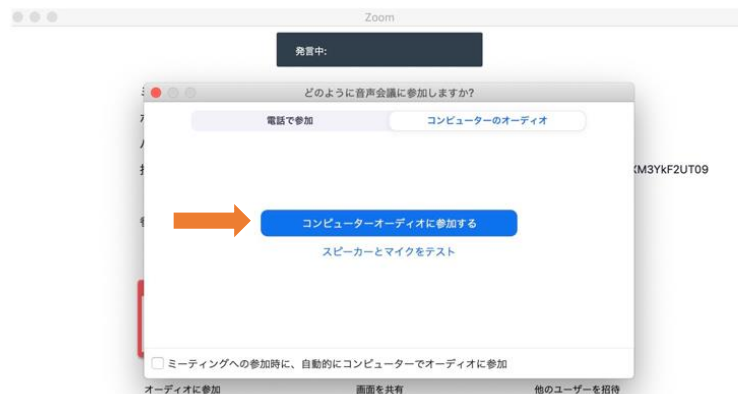 Zoom
発言中:
どのように音声会議に参加しますか?
電話で参加
コンピューターのオーディオ
KM3YkF2UT09
コンピューターオーディオに参加する
スピーカーとマイクをテスト
ミーティングへの参加時に、自動的にコンピューターでオーディオに参加
オーディオに参加
画面を共有
他のユーザーを招待